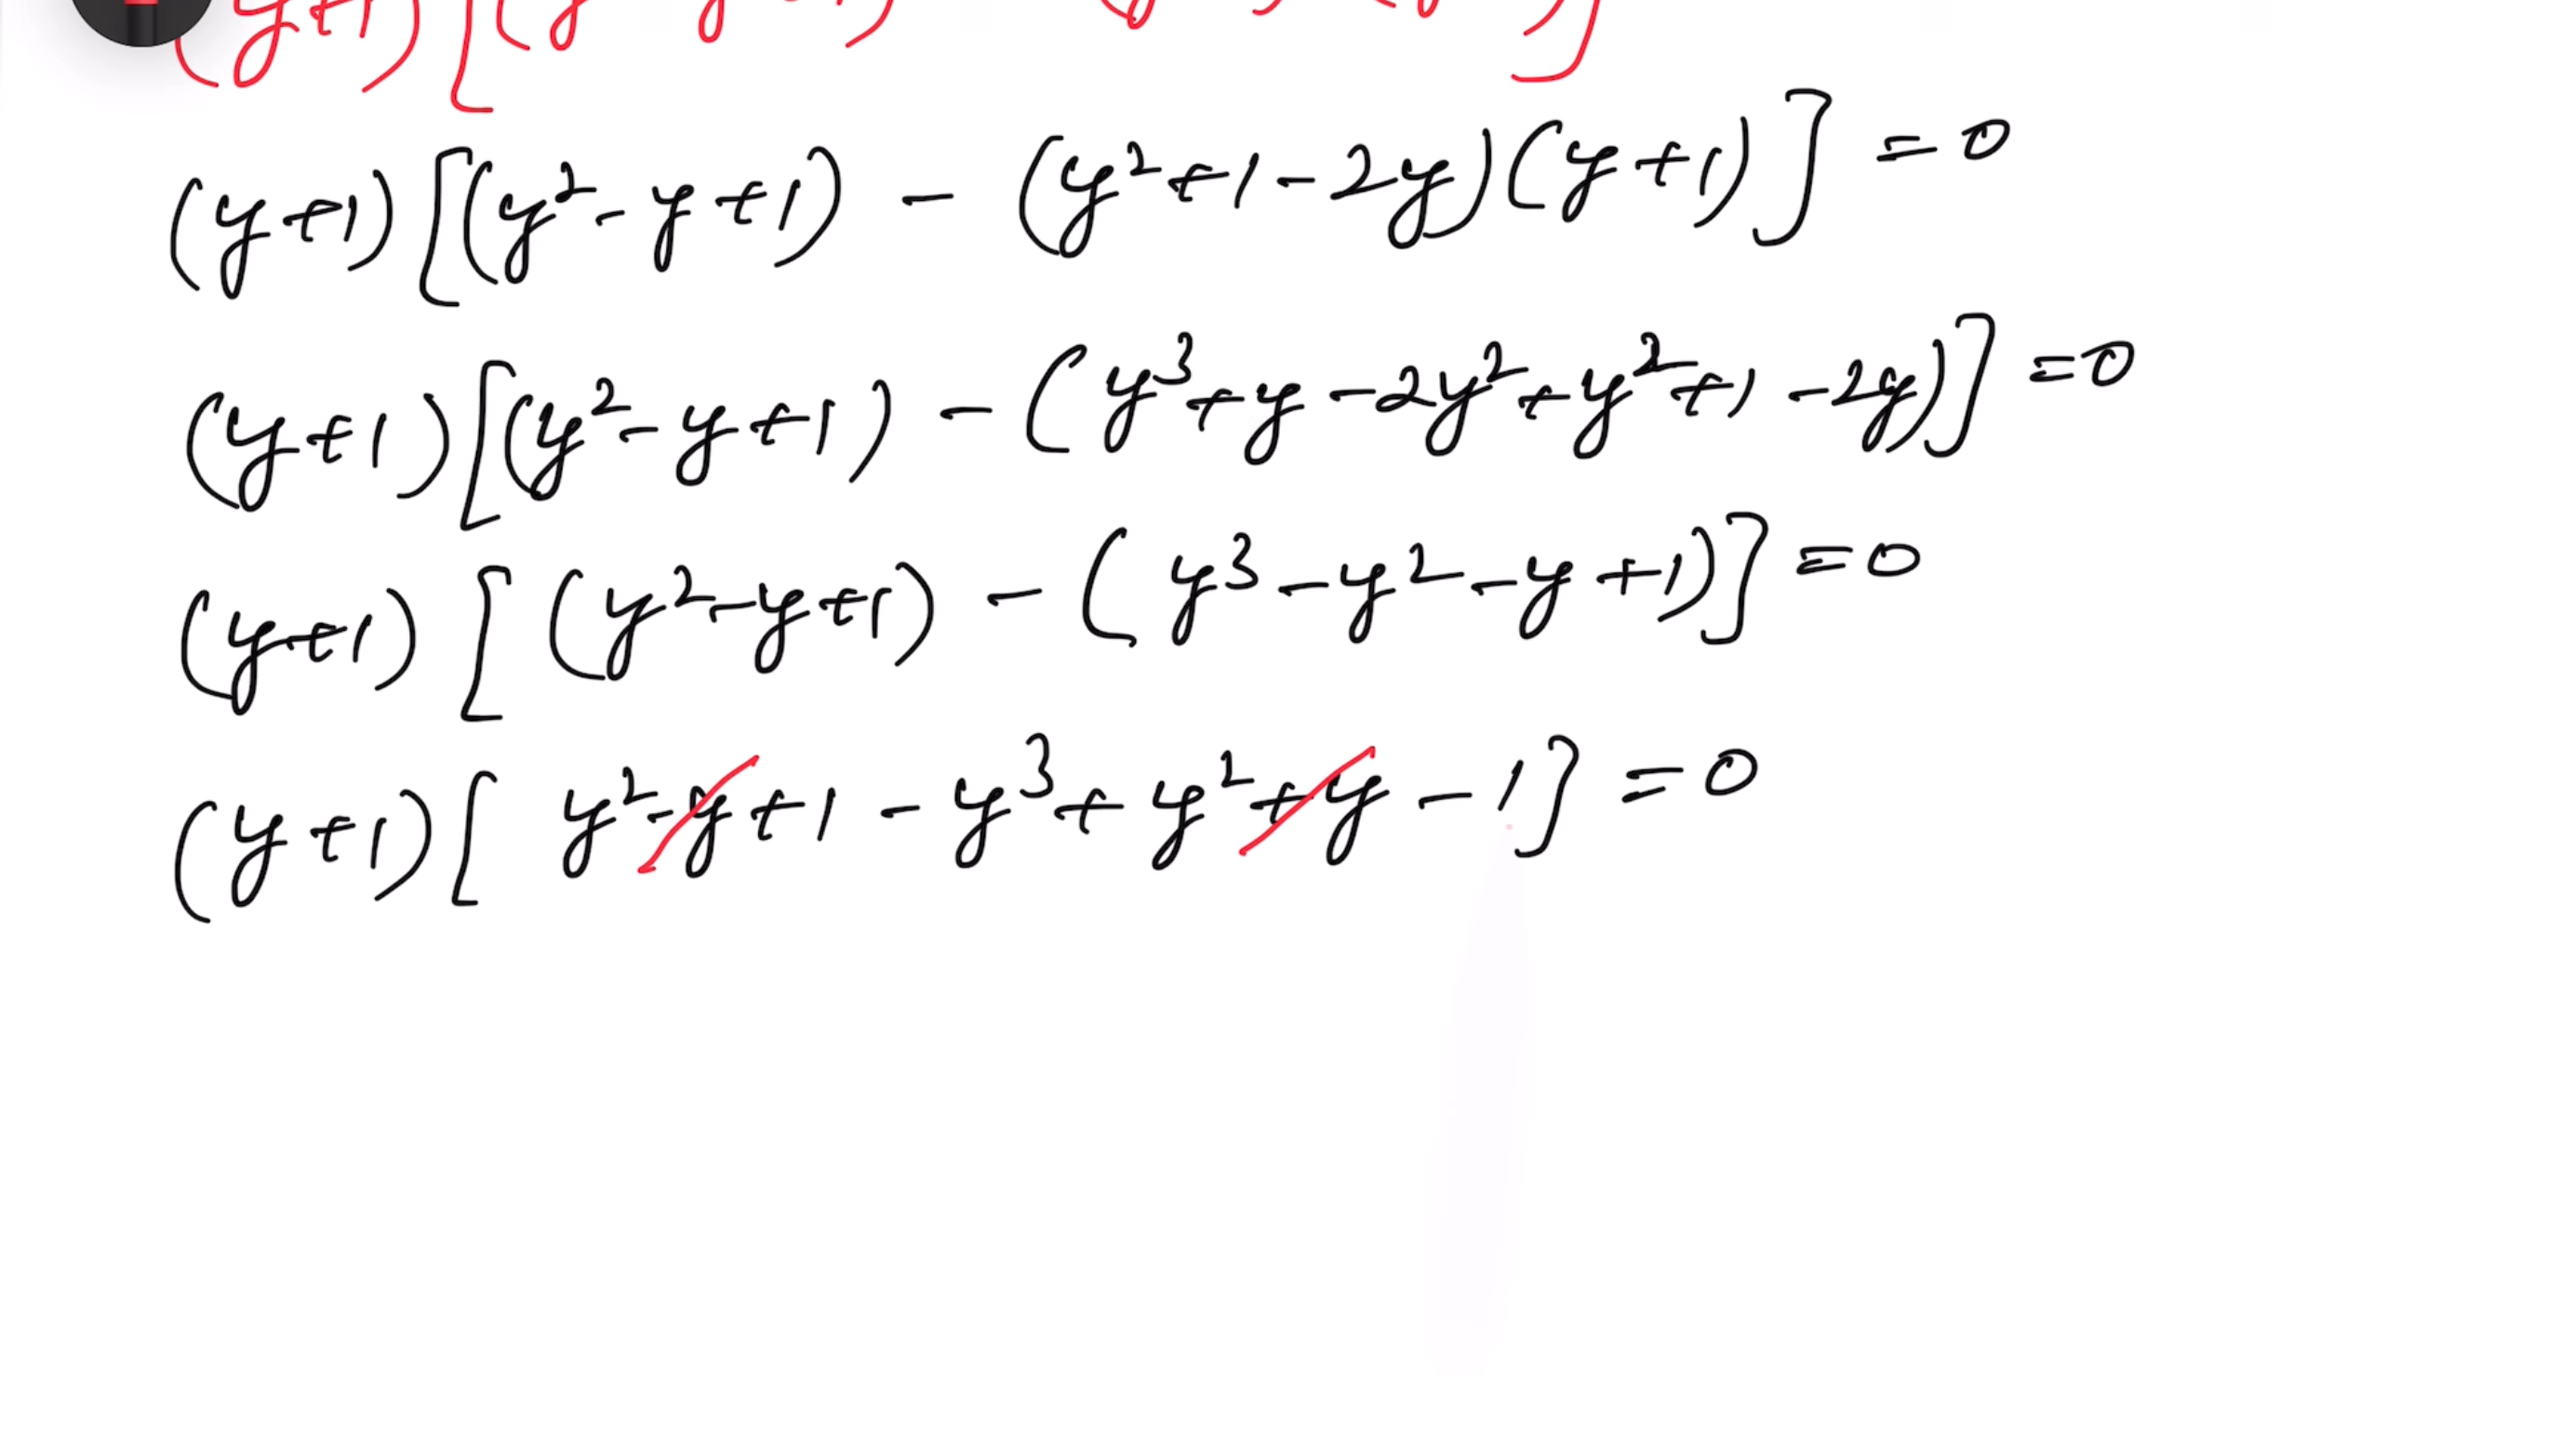 (y+1)[(y²-y+1) - (y²+1-2y)(y+1)] = 0
(y+1)[(y²-y+1) - (y³+y-2y²+y²+1-2y)] = 0
(y+1)[(y²-y+1) - (y³-y²-y+1)] = 0
(y+1)[y²-y+1-y³+y²+y-1] = 0